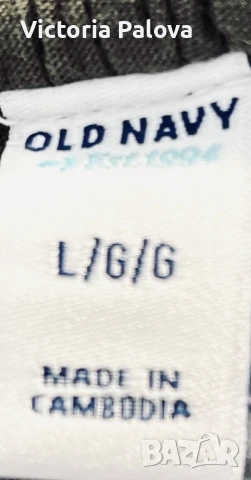 Victoria Palova
OLD NAVY
Est. 1994
L/G/G
MADE IN
CAMBODIA
BAZAR